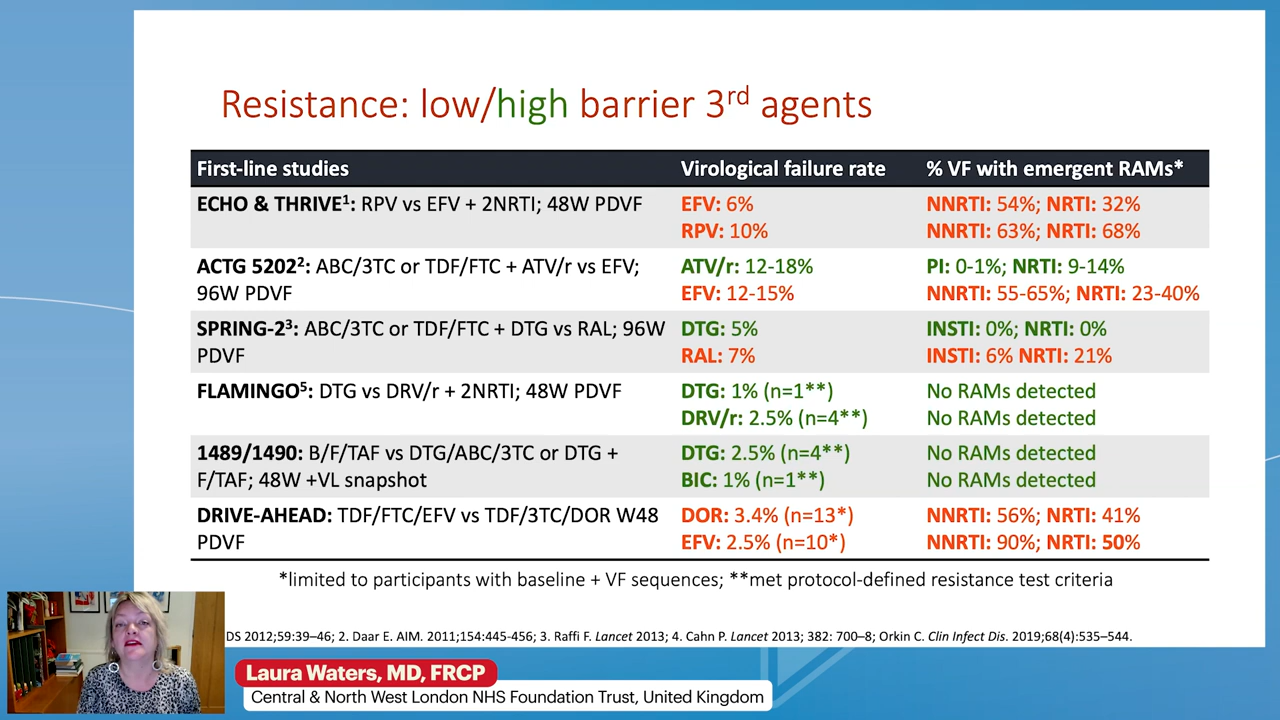 Resistance: low/high barrier 3rd agents
First-line studies Virological failure rate % VF with emergent RAMs*
ECHO & THRIVE1: RPV vs EFV + 2NRTI; 48W PDVF EFV: 6% NNRTI: 54%; NRTI: 32%
RPV: 10% NNRTI: 63%; NRTI: 68%
ACTG 52022: ABC/3TC or TDF/FTC + ATV/r vs EFV; ATV/r: 12-18% PI: 0-1%; NRTI: 9-14%
96W PDVF EFV: 12-15% NNRTI: 55-65%; NRTI: 23-40%
SPRING-23: ABC/3TC or TDF/FTC + DTG vs RAL; 96W DTG: 5% INSTI: 0%; NRTI: 0%
PDVF RAL: 7% INSTI: 6% NRTI: 21%
FLAMINGO5: DTG vs DRV/r + 2NRTI; 48W PDVF DTG: 1% (n=1**) No RAMs detected
DRV/r: 2.5% (n=4**) No RAMs detected
1489/1490: B/F/TAF vs DTG/ABC/3TC or DTG + DTG: 2.5% (n=4**) No RAMs detected
F/TAF; 48W +VL snapshot BIC: 1% (n=1**) No RAMs detected
DRIVE-AHEAD: TDF/FTC/EFV vs TDF/3TC/DOR W48 DOR: 3.4% (n=13*) NNRTI: 56%; NRTI: 41%
PDVF EFV: 2.5% (n=10*) NNRTI: 90%; NRTI: 50%
*limited to participants with baseline + VF sequences; **met protocol-defined resistance test criteria
DS 2012;59:39–46; 2. Daar E. AIM. 2011;154:445-456; 3. Raffi F. Lancet 2013; 4. Cahn P. Lancet 2013; 382: 700–8; Orkin C. Clin Infect Dis. 2019;68(4):535–544.
Laura Waters, MD, FRCP
Central & North West London NHS Foundation Trust, United Kingdom